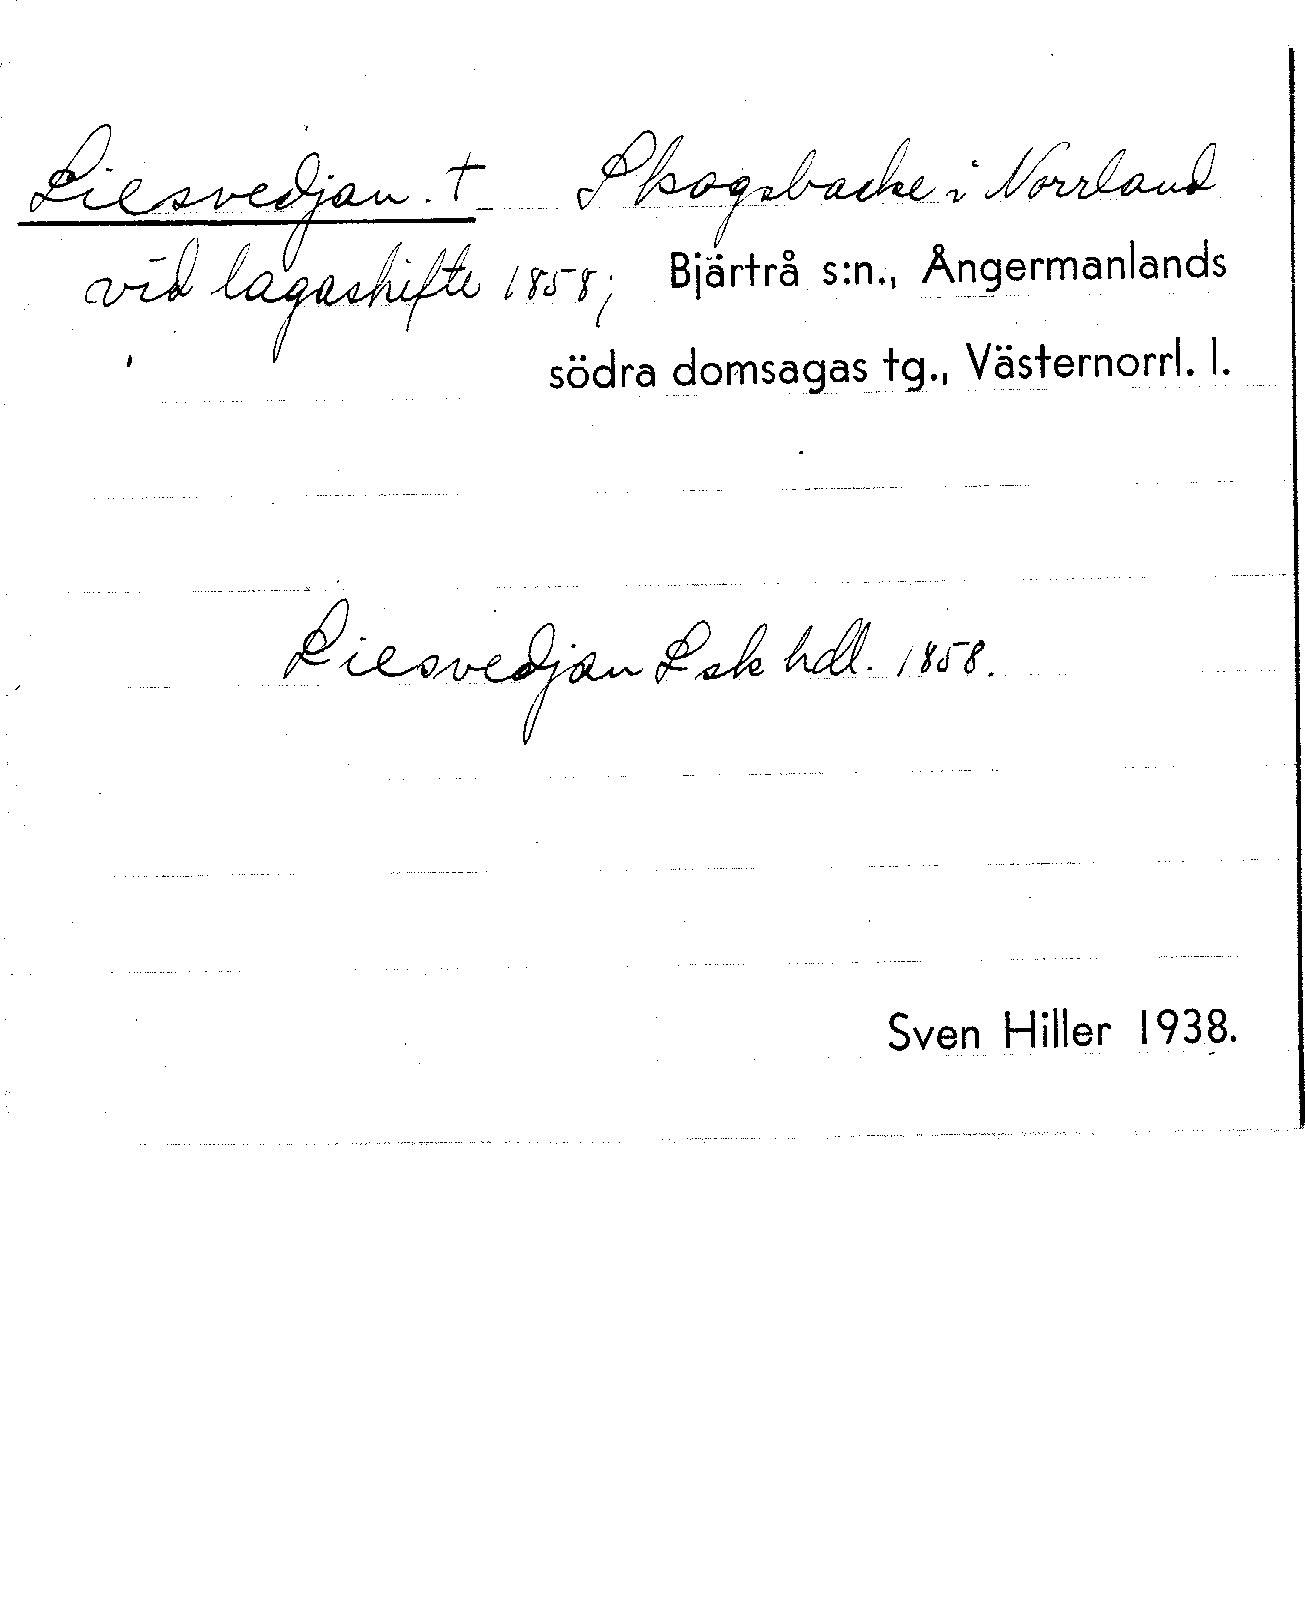 Liesvedjan. † Skogsbacke i Norrland
vid lagaskifte 1858; Bjärtrå s:n., Ångermanlands
södra domsagas tg., Västernorrl. l.
Liesvedjan Lsk hdl. 1858.
Sven Hiller 1938.